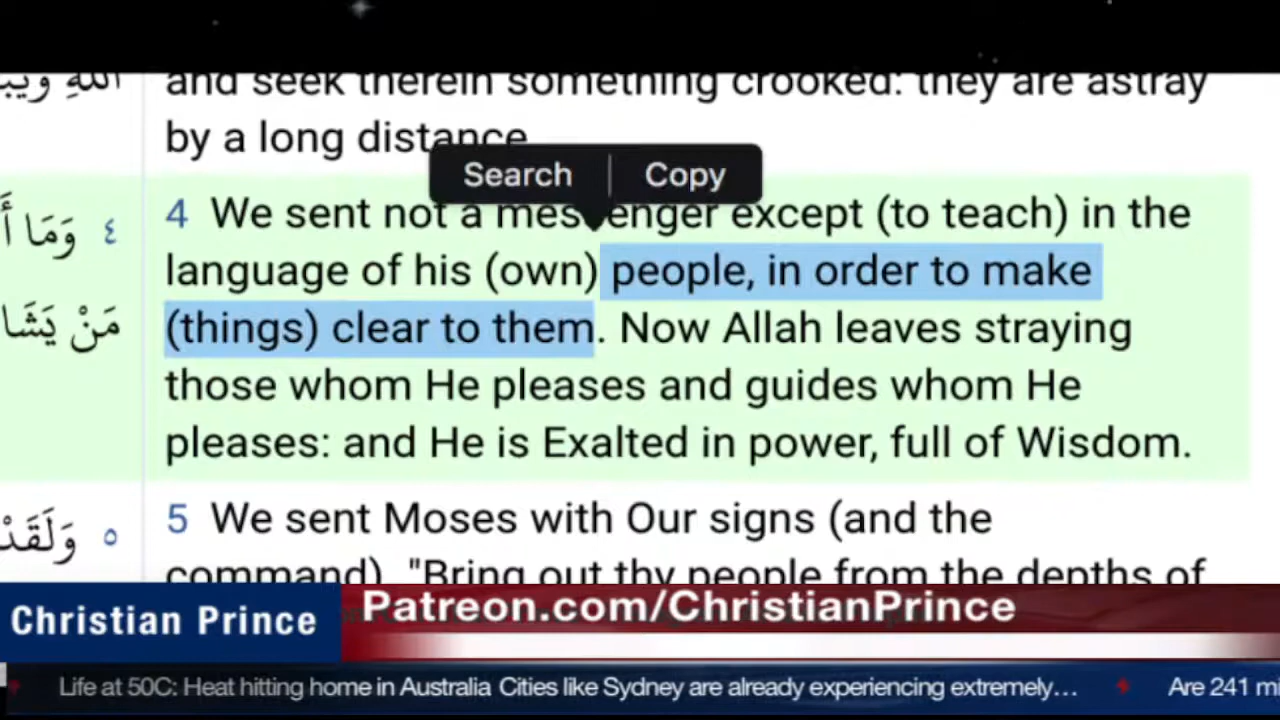 and seek therein something crooked: they are astray
by a long distance
Search
Copy
4 We sent not a messenger except (to teach) in the
language of his (own) people, in order to make
(things) clear to them. Now Allah leaves straying
those whom He pleases and guides whom He
pleases: and He is Exalted in power, full of Wisdom.
٤ وَمَا
مَنْ
5 We sent Moses with Our signs (and the
command). "Bring out thy people from the depths of
٥
Christian Prince
Patreon.com/ChristianPrince
Life at 50C: Heat hitting home in Australia Cities like Sydney are already experiencing extremely…
Are 241